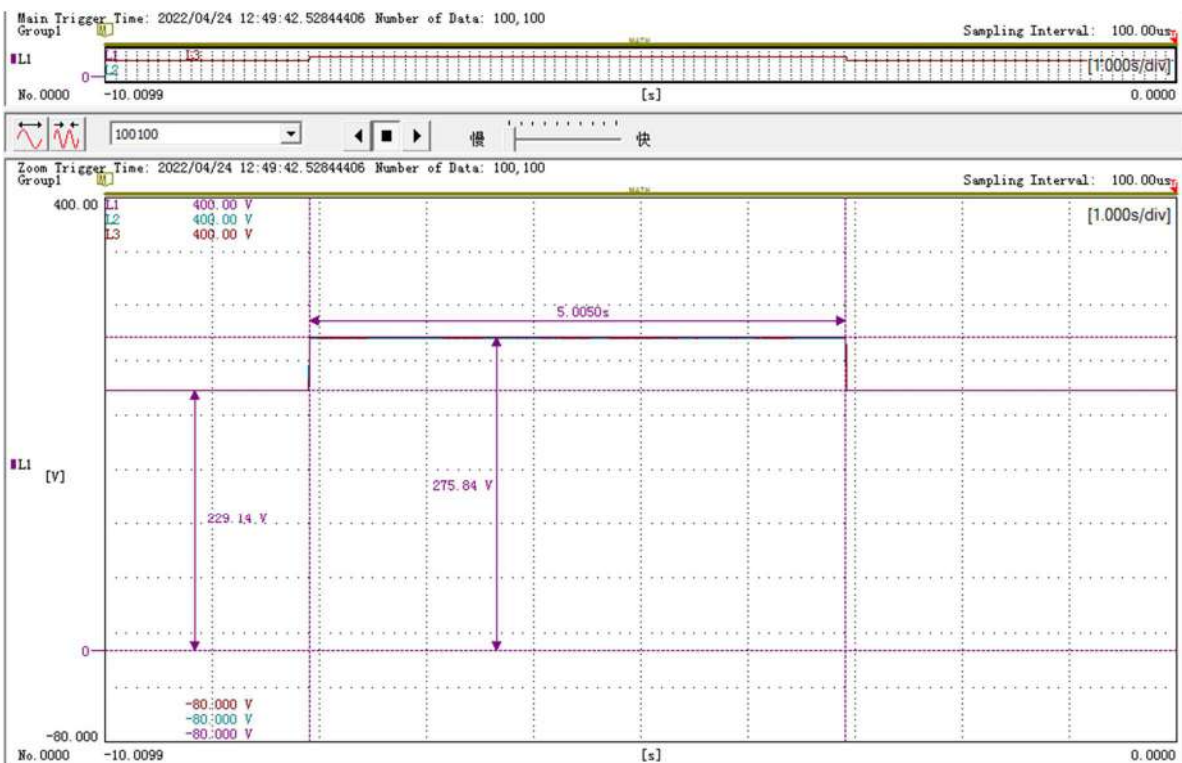 Main Trigger Time: 2022/04/24 12:49:42.52844406 Number of Data: 100,100
Group1 Sampling Interval: 100.00us
MATH
L1
L1 L3
L2
0
[1.000s/div]
No.0000 -10.0099 [s] 0.0000
100100 慢 快
Zoom Trigger Time: 2022/04/24 12:49:42.52844406 Number of Data: 100,100
Group1 Sampling Interval: 100.00us
MATH
400.00 L1 400.00 V [1.000s/div]
L2 400.00 V
L3 400.00 V
5.0050s
L1
[V]
275.84 V
229.14 V
0
-80.000 V
-80.000 V
-80.000 -80.000 V
No.0000 -10.0099 [s] 0.0000